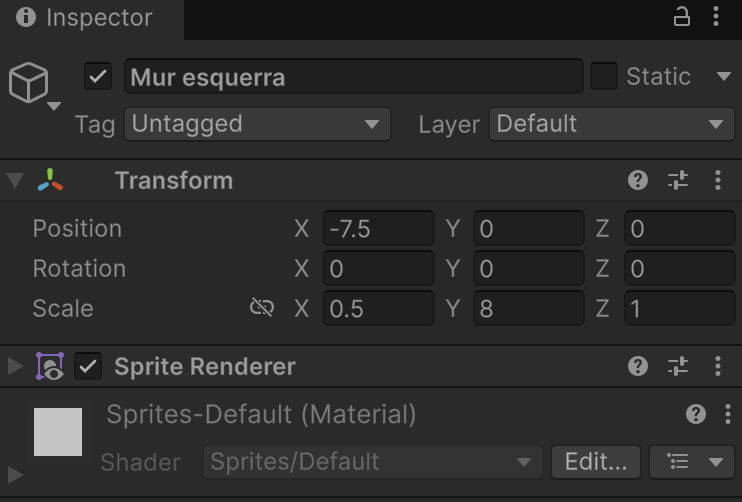 Inspector
Mur esquerra
Static
Tag Untagged Layer Default
Transform
Position X -7.5 Y 0 Z 0
Rotation X 0 Y 0 Z 0
Scale X 0.5 Y 8 Z 1
Sprite Renderer
Sprites-Default (Material)
Shader Sprites/Default Edit...